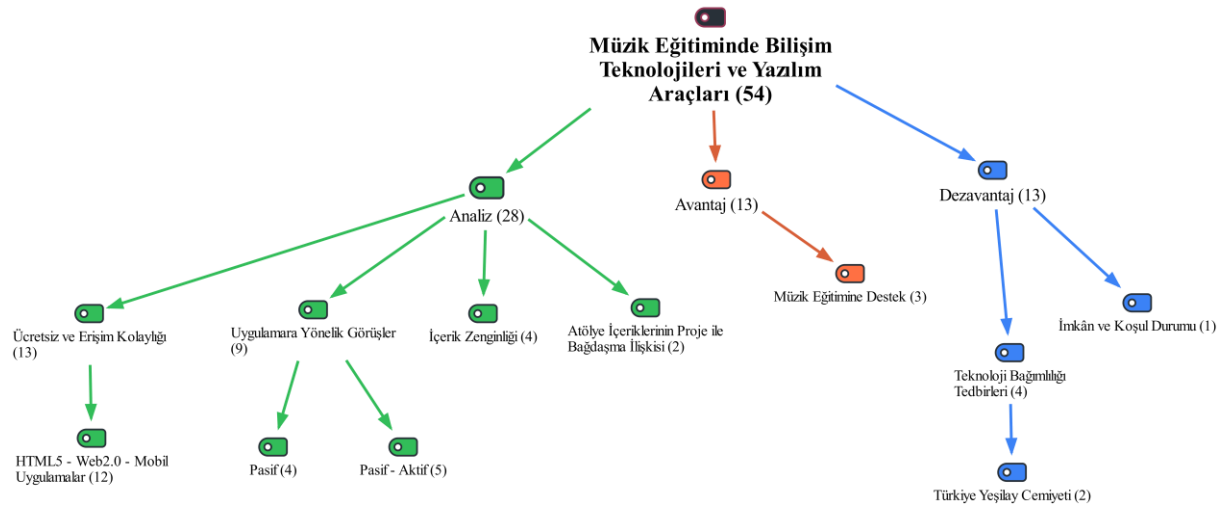 Müzik Eğitiminde Bilişim
Teknolojileri ve Yazılım
Araçları (54)
Analiz (28)
Avantaj (13)
Dezavantaj (13)
Ücretsiz ve Erişim Kolaylığı
(13)
Uygulamara Yönelik Görüşler
(9)
İçerik Zenginliği (4)
Atölye İçeriklerinin Proje ile
Bağdaşma İlişkisi (2)
Müzik Eğitimine Destek (3)
İmkân ve Koşul Durumu (1)
Teknoloji Bağımlılığı
Tedbirleri (4)
HTML5 - Web2.0 - Mobil
Uygulamalar (12)
Pasif (4)
Pasif - Aktif (5)
Türkiye Yeşilay Cemiyeti (2)